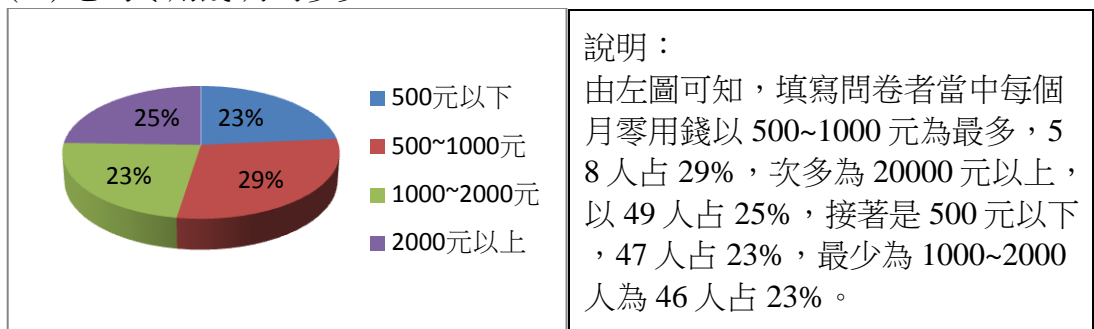 25%
23%
23%
29%
500元以下
500~1000元
1000~2000元
2000元以上
說明：
由左圖可知，填寫問卷者當中每個
月零用錢以 500~1000 元為最多，5
8 人占 29%，次多為 20000 元以上，
以 49 人占 25%，接著是 500 元以下
，47 人占 23%，最少為 1000~2000
人為 46 人占 23%。